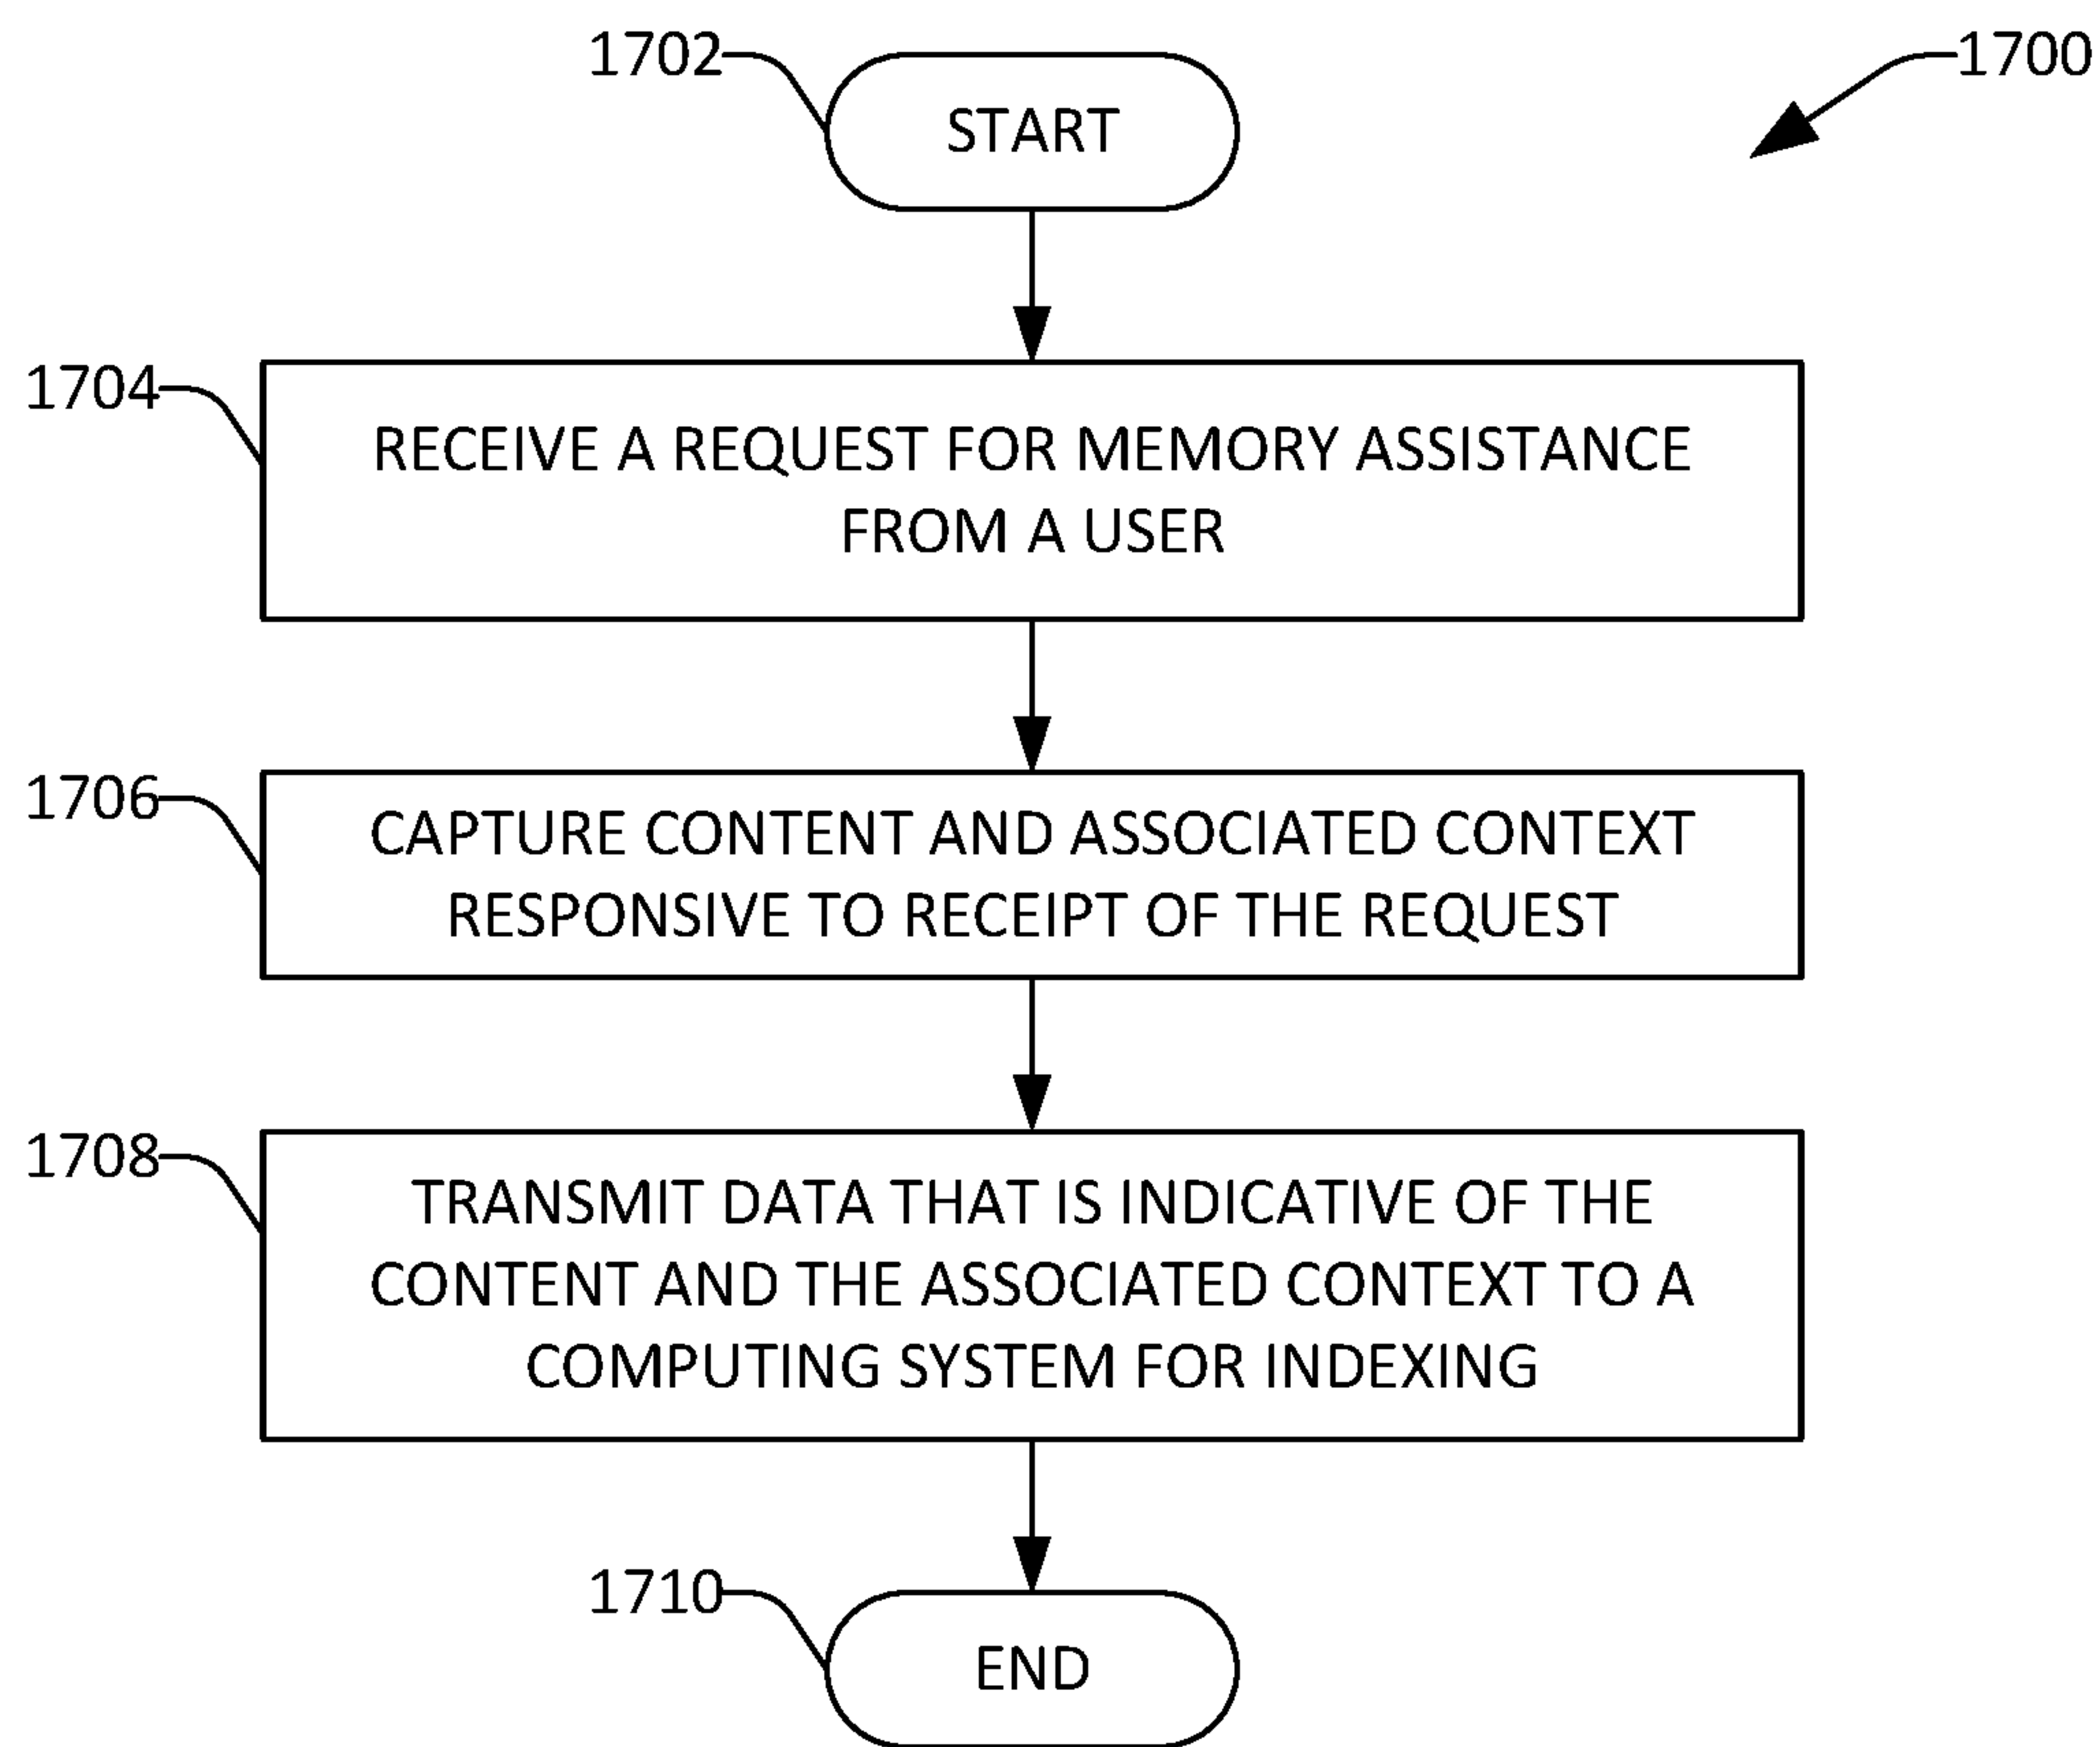 1702
1700
START
1704
RECEIVE A REQUEST FOR MEMORY ASSISTANCE
FROM A USER
1706
CAPTURE CONTENT AND ASSOCIATED CONTEXT
RESPONSIVE TO RECEIPT OF THE REQUEST
1708
TRANSMIT DATA THAT IS INDICATIVE OF THE
CONTENT AND THE ASSOCIATED CONTEXT TO A
COMPUTING SYSTEM FOR INDEXING
1710
END